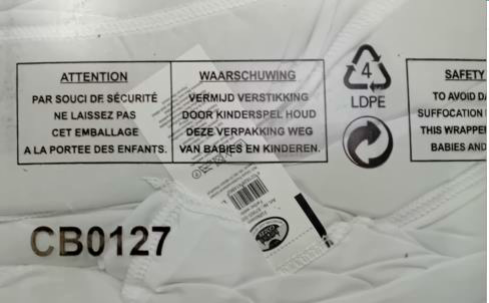 ATTENTION
PAR SOUCI DE SÉCURITÉ
NE LAISSEZ PAS
CET EMBALLAGE
A LA PORTEE DES ENFANTS.
WAARSCHUWING
VERMIJD VERSTIKKING
DOOR KINDERSPEL HOUD
DEZE VERPAKKING WEG
VAN BABIES EN KINDEREN.
4
LDPE
SAFETY
TO AVOID
SUFFOCATION
THIS WRAPPER
BABIES AND
CB0127